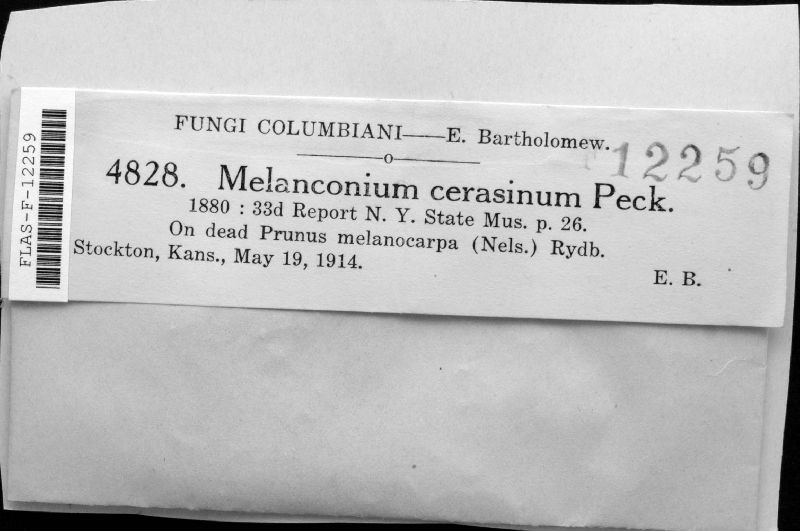 FUNGI COLUMBIANI——E. Bartholomew.
12259
——o——
4828. Melanconium cerasinum Peck.
1880 : 33d Report N. Y. State Mus. p. 26.
On dead Prunus melanocarpa (Nels.) Rydb.
Stockton, Kans., May 19, 1914.
E. B.
FLAS-F-12259